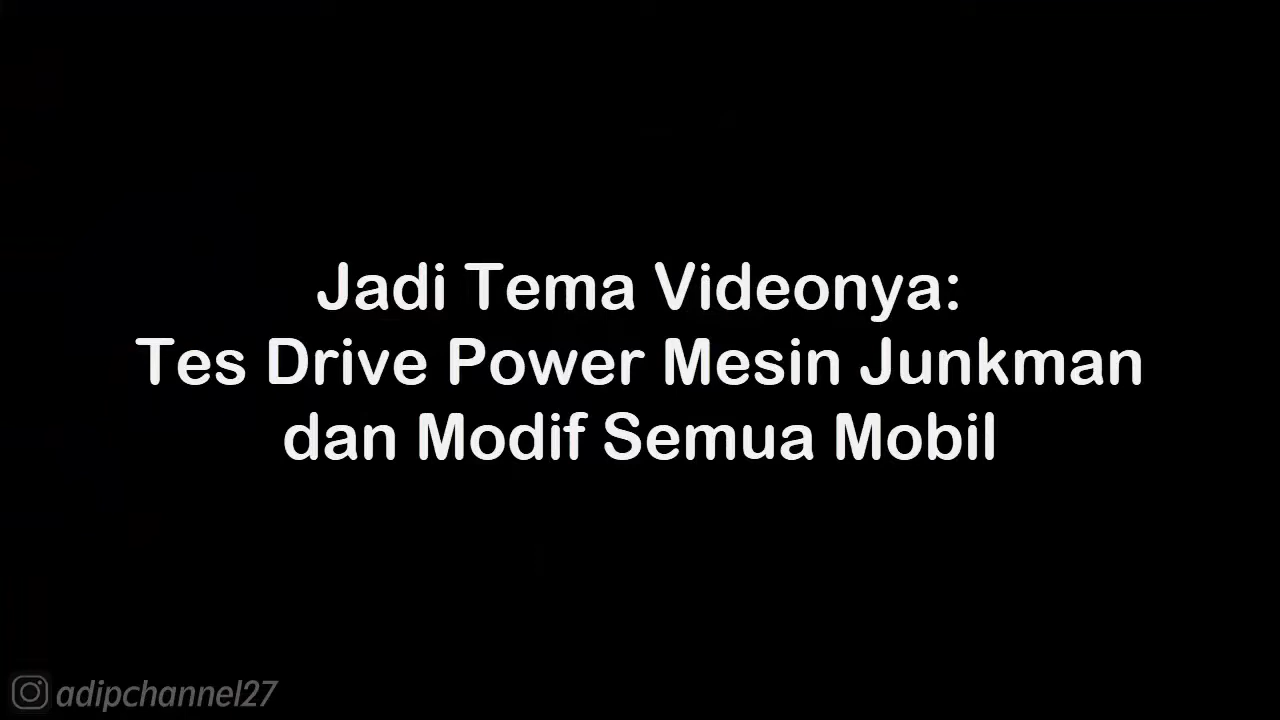 Jadi Tema Videonya:
Tes Drive Power Mesin Junkman
dan Modif Semua Mobil
adipchannel27